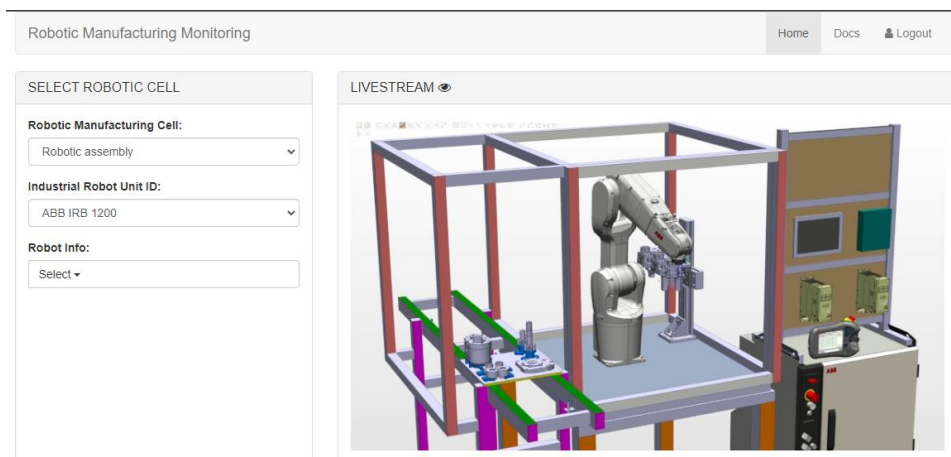 Robotic Manufacturing Monitoring
Home
Docs
Logout
SELECT ROBOTIC CELL
Robotic Manufacturing Cell:
Robotic assembly
Industrial Robot Unit ID:
ABB IRB 1200
Robot Info:
Select
LIVESTREAM
ABB
ABB